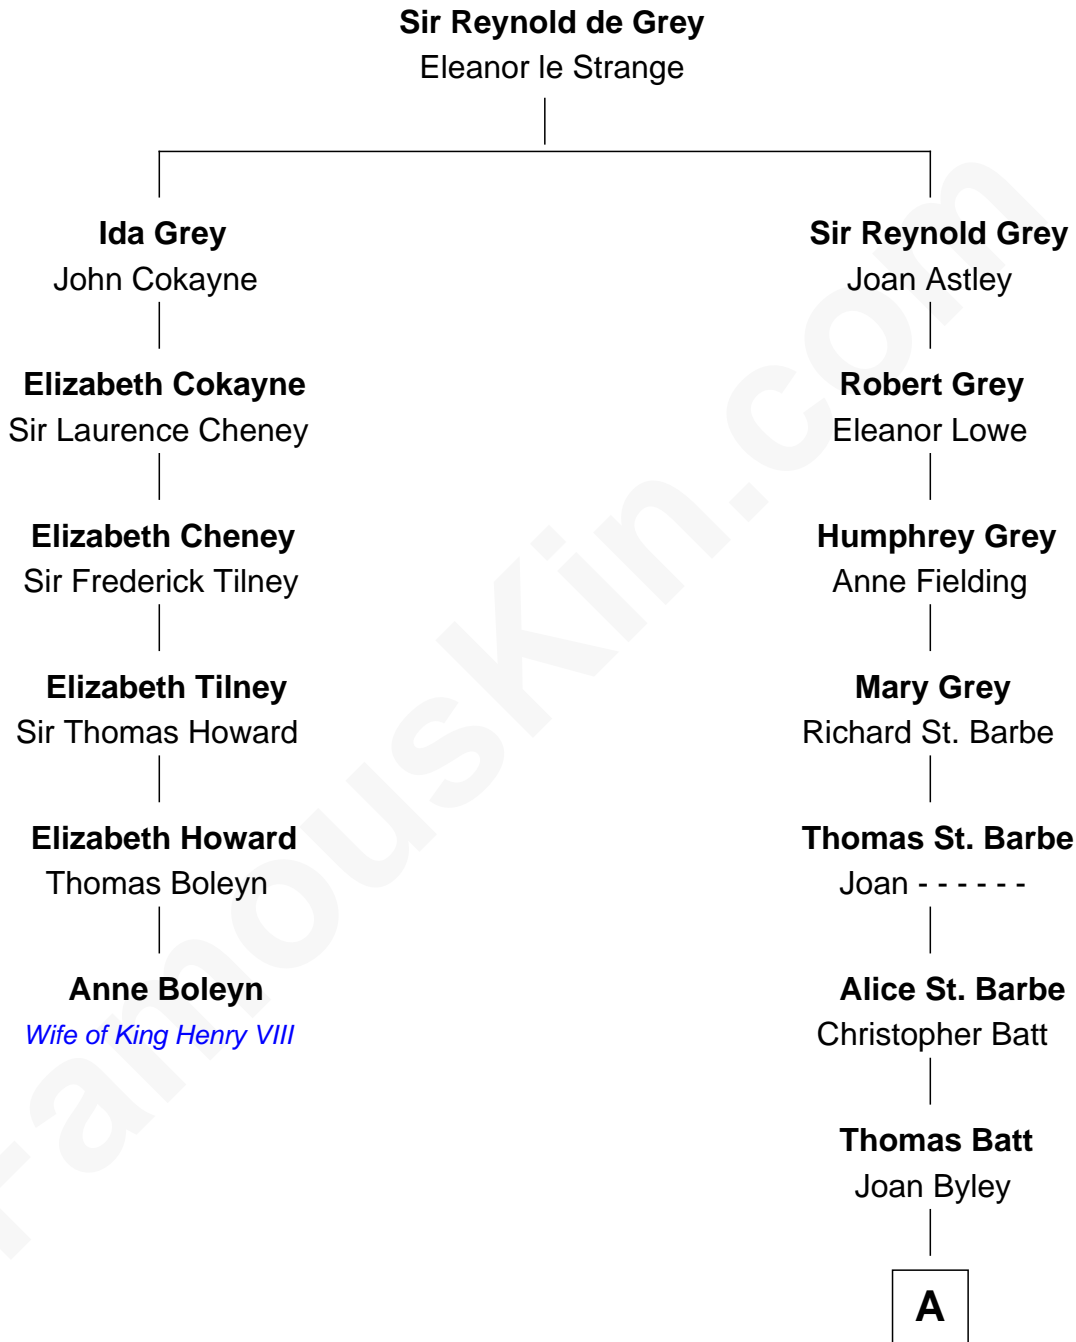 Sir Reynold de Grey
Eleanor le Strange
Ida Grey
John Cokayne
Sir Reynold Grey
Joan Astley
Elizabeth Cokayne
Sir Laurence Cheney
Robert Grey
Eleanor Lowe
Elizabeth Cheney
Sir Frederick Tilney
Humphrey Grey
Anne Fielding
Elizabeth Tilney
Sir Thomas Howard
Mary Grey
Richard St. Barbe
Elizabeth Howard
Thomas Boleyn
Thomas St. Barbe
Joan - - - - - -
Anne Boleyn
Wife of King Henry VIII
Alice St. Barbe
Christopher Batt
Thomas Batt
Joan Byley
A
FamousKin.com